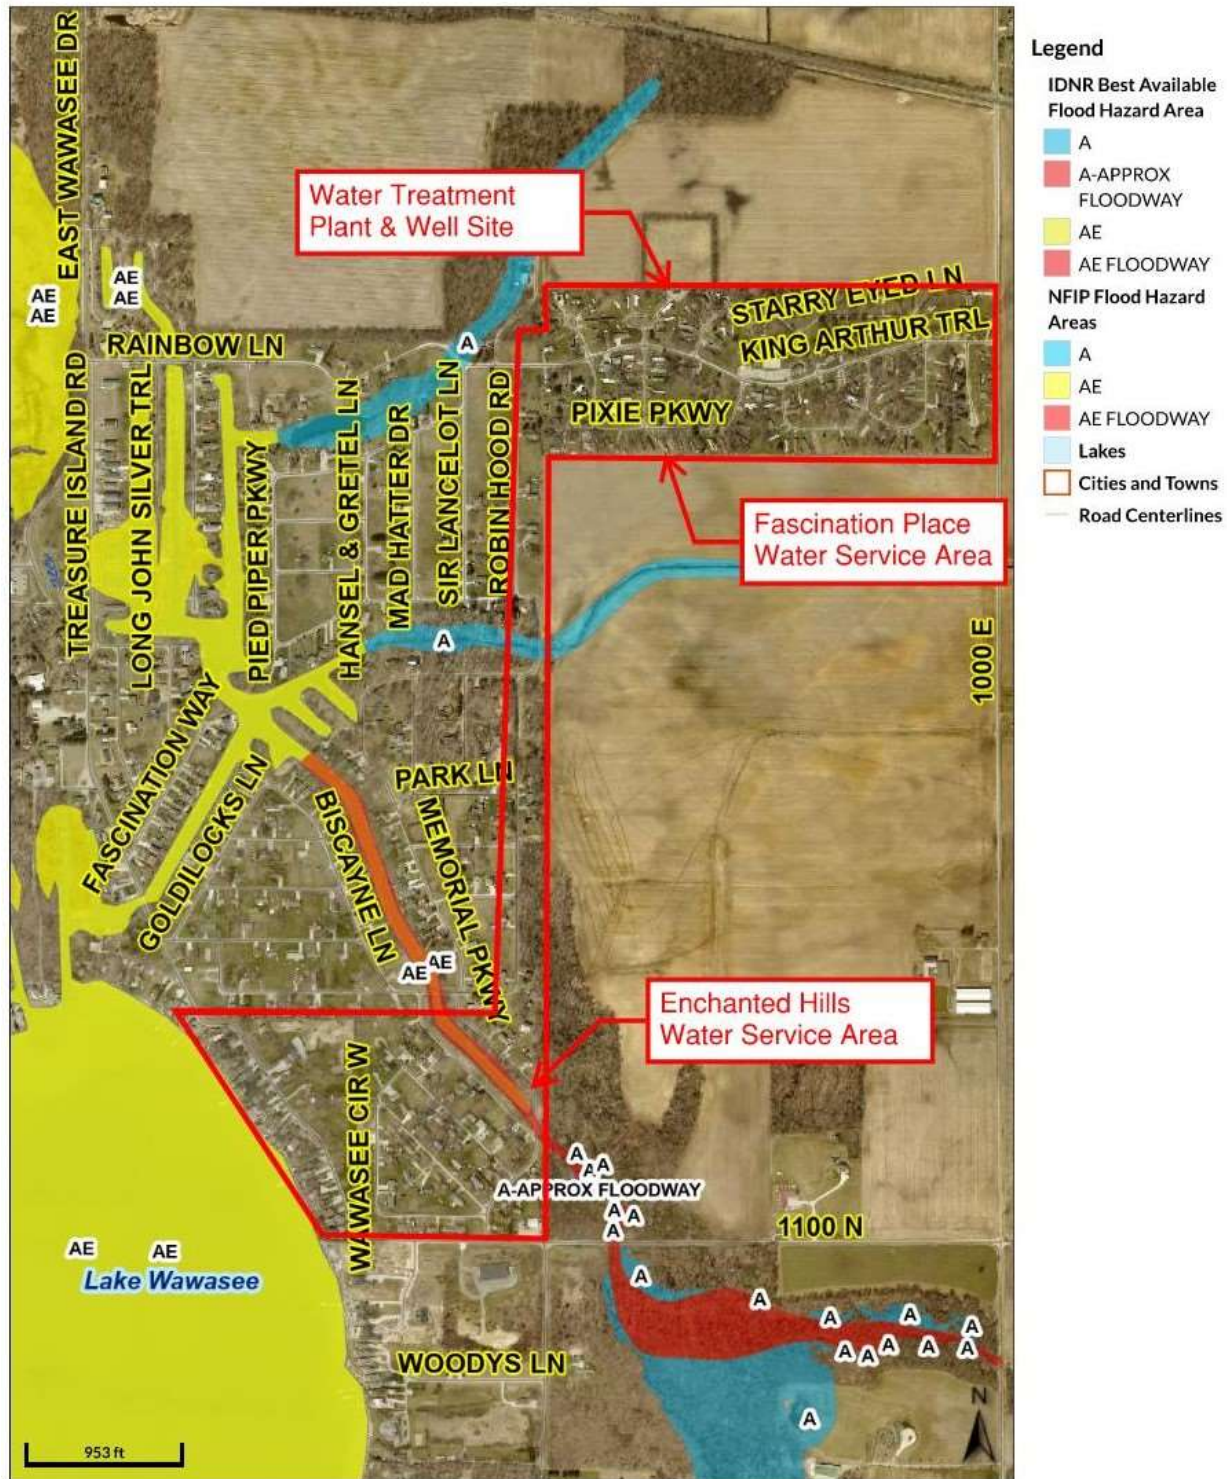 EAST WAWASEE DR
Water Treatment
Plant & Well Site
AE
AE
AE
AE
STARRY EYED LN
KING ARTHUR TRL
RAINBOW LN
A
PIXIE PKWY
TREASURE ISLAND RD
LONG JOHN SILVER TRL
PIED PIPER PKWY
HANSEL & GRETEL LN
MAD HATTER DR
SIR LANCELOT LN
ROBIN HOOD RD
Fascination Place
Water Service Area
A
1000 E
FASCINATION WAY
GOLDILOCKS LN
BISCAYNE LN
PARK LN
MEMORIAL PKWY
AE
AE
Enchanted Hills
Water Service Area
WAWASEE CIR W
A
A
A
A-APPROX FLOODWAY
A
A
A
1100 N
AE
AE
Lake Wawasee
A
A
A
A
A
A
A
A
A
A
WOODYS LN
A
N
953 ft
Legend
IDNR Best Available
Flood Hazard Area
A
A-APPROX
FLOODWAY
AE
AE FLOODWAY
NFIP Flood Hazard
Areas
A
AE
AE FLOODWAY
Lakes
Cities and Towns
Road Centerlines